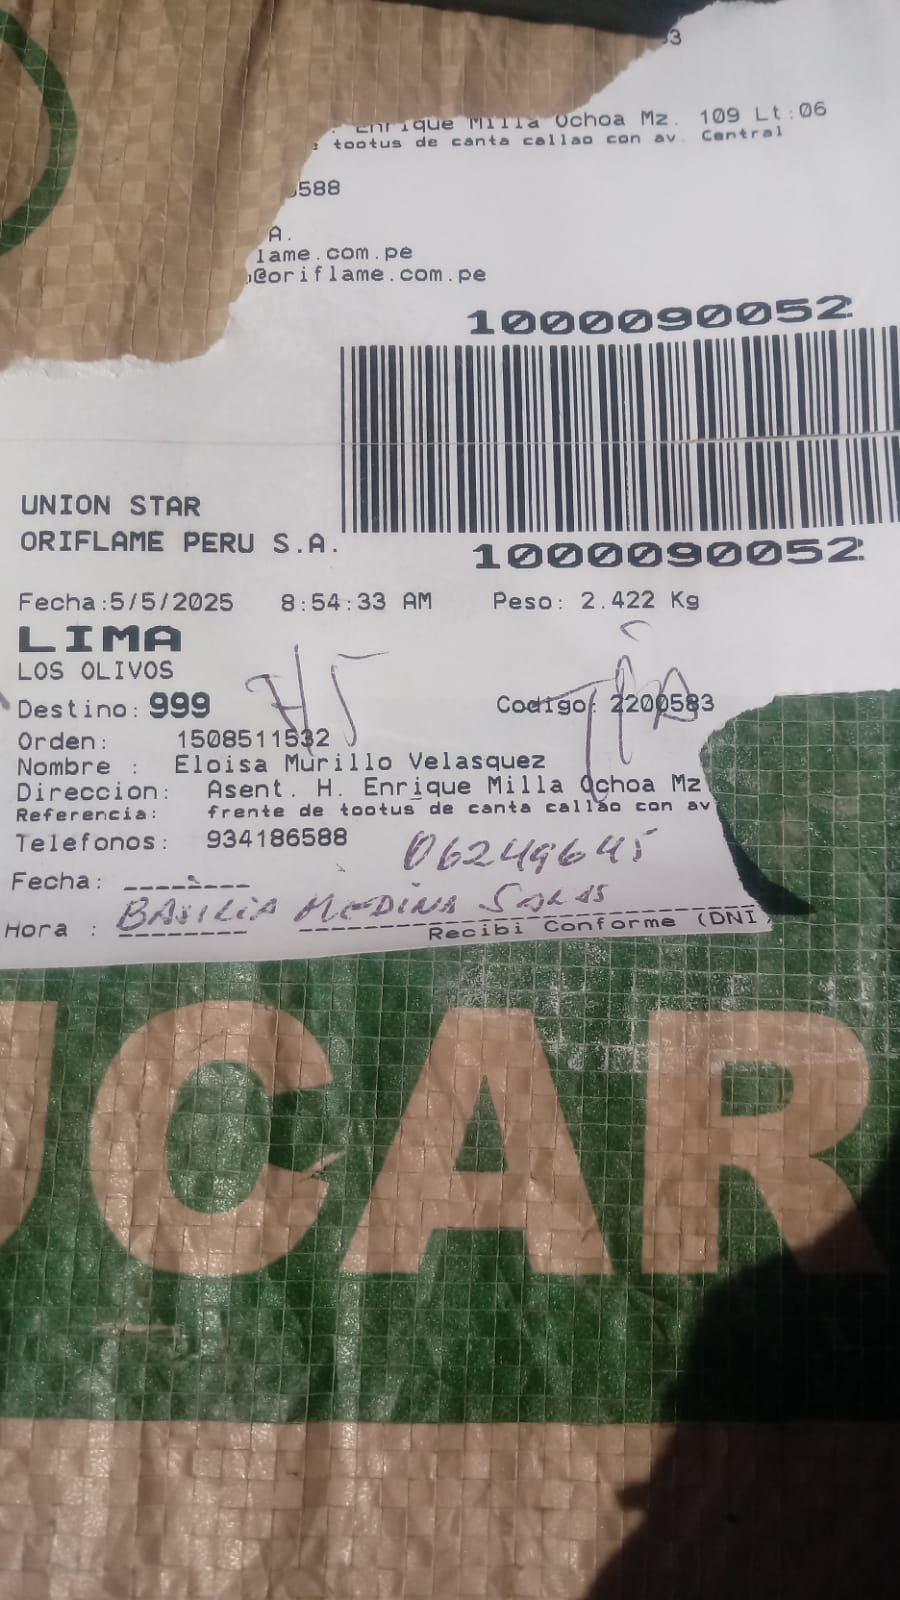 3
Enrique Milla Ochoa Mz. 109 Lt:06
tootus de canta callao con av. Central
588
A.
lame.com.pe
@oriflame.com.pe
1000090052
UNION STAR
ORIFLAME PERU S.A.
1000090052
Fecha:5/5/2025 8:54:33 AM Peso: 2.422 Kg
LIMA
LOS OLIVOS
Destino: 999 Codigo: 2200583
Orden: 1508511532
Nombre : Eloisa Murillo Velasquez
Direccion: Asent. H. Enrique Milla Ochoa Mz
Referencia: frente de tootus de canta callao con av
Telefonos: 934186588 06249645
Fecha:
BASILIA MEDINA SALAS
Hora : Recibi Conforme (DNI)
UCAR